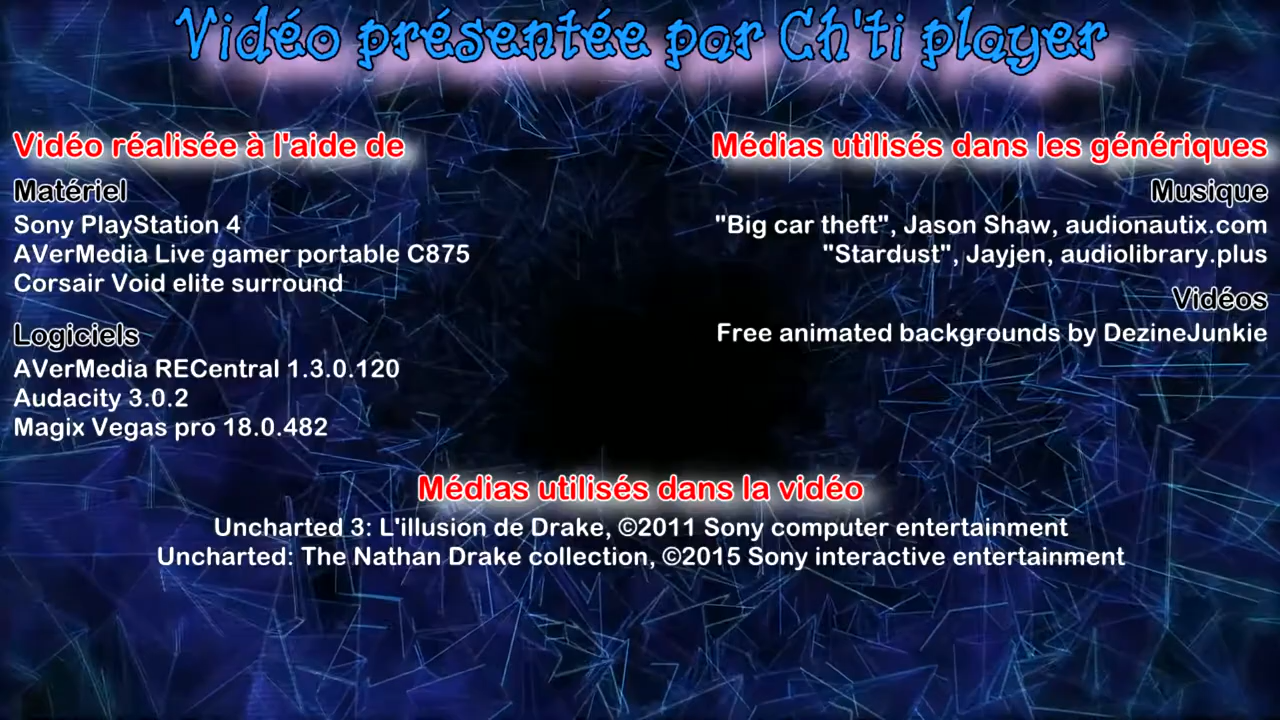 Vidéo présentée par Ch'ti player
Vidéo réalisée à l'aide de
Matériel
Sony PlayStation 4
AVerMedia Live gamer portable C875
Corsair Void elite surround
Logiciels
AVerMedia RECentral 1.3.0.120
Audacity 3.0.2
Magix Vegas pro 18.0.482
Médias utilisés dans les génériques
Musique
"Big car theft", Jason Shaw, audionautix.com
"Stardust", Jayjen, audiolibrary.plus
Vidéos
Free animated backgrounds by DezineJunkie
Médias utilisés dans la vidéo
Uncharted 3: L'illusion de Drake, ©2011 Sony computer entertainment
Uncharted: The Nathan Drake collection, ©2015 Sony interactive entertainment